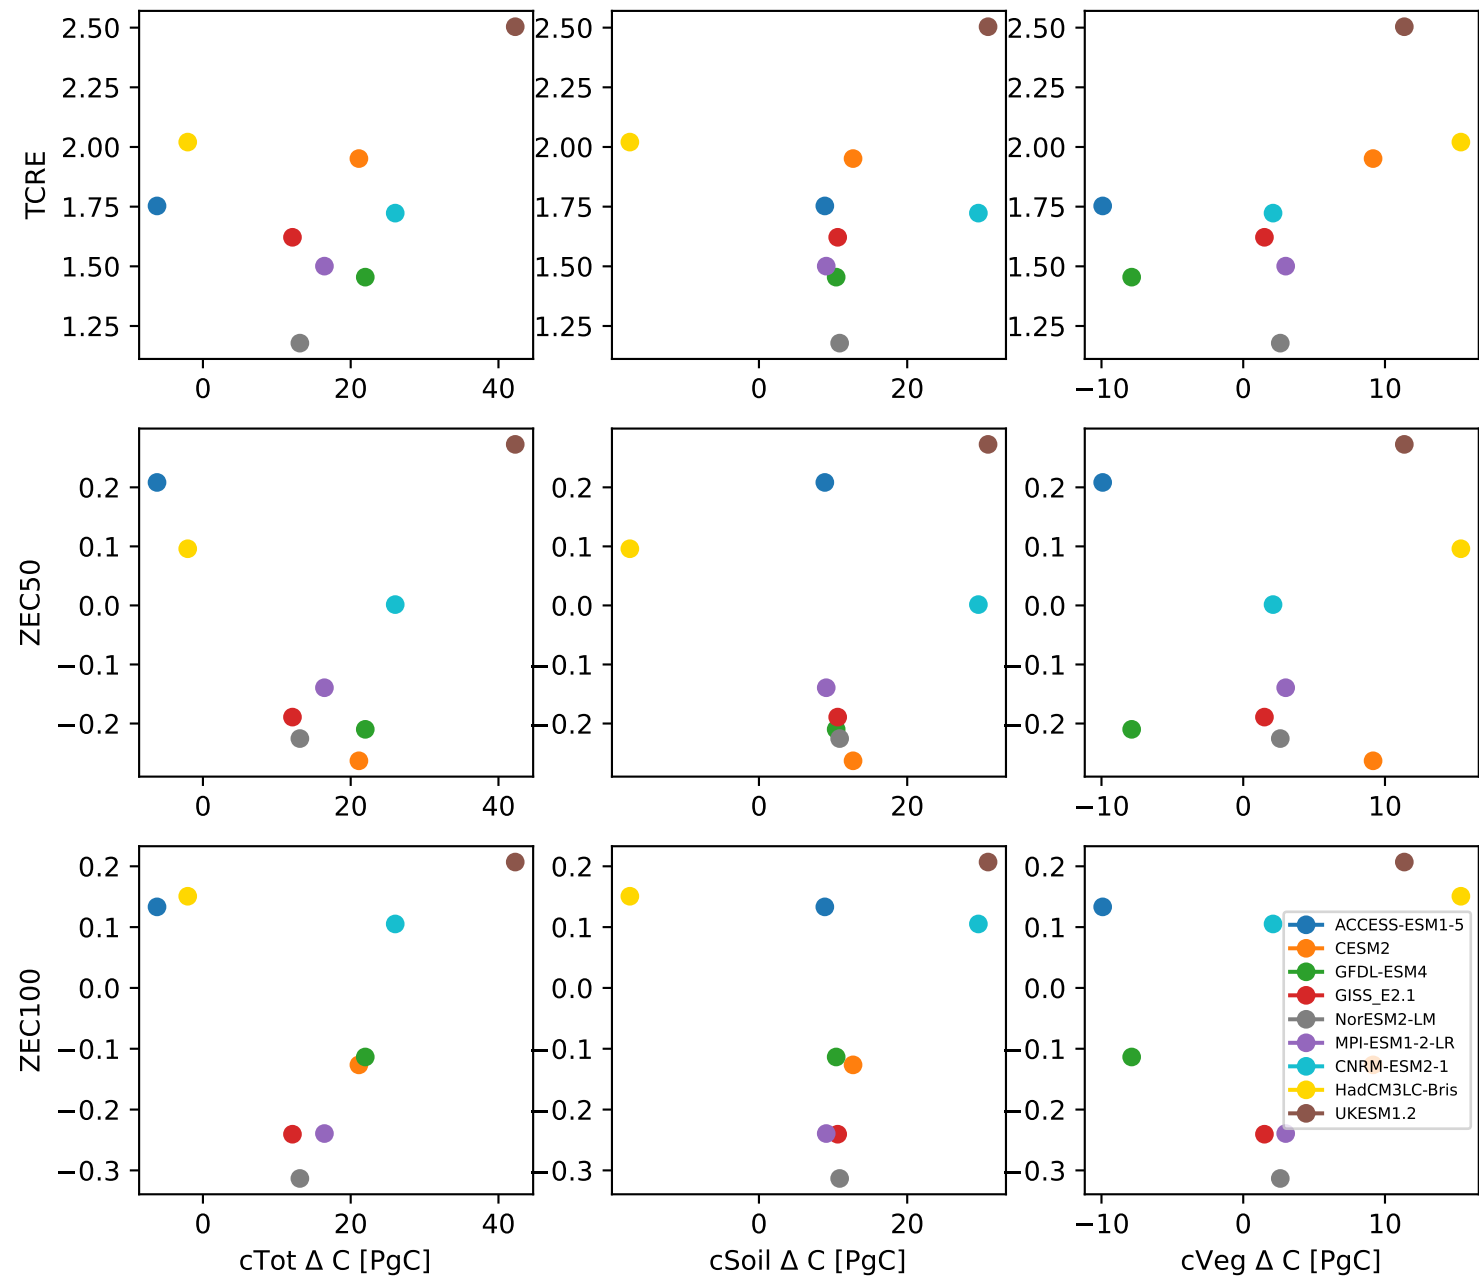 TCRE
2.50
2.25
2.00
1.75
1.50
1.25
0 20 40
2.50
2.25
2.00
1.75
1.50
1.25
0 20
2.50
2.25
2.00
1.75
1.50
1.25
−10 0 10
ZEC50
0.2
0.1
0.0
−0.1
−0.2
0 20 40
0.2
0.1
0.0
−0.1
−0.2
0 20
0.2
0.1
0.0
−0.1
−0.2
−10 0 10
ZEC100
0.2
0.1
0.0
−0.1
−0.2
−0.3
0 20 40
cTot Δ C [PgC]
0.2
0.1
0.0
−0.1
−0.2
−0.3
0 20
cSoil Δ C [PgC]
0.2
0.1
0.0
−0.1
−0.2
−0.3
−10 0 10
cVeg Δ C [PgC]
ACCESS-ESM1-5
CESM2
GFDL-ESM4
GISS_E2.1
NorESM2-LM
MPI-ESM1-2-LR
CNRM-ESM2-1
HadCM3LC-Bris
UKESM1.2